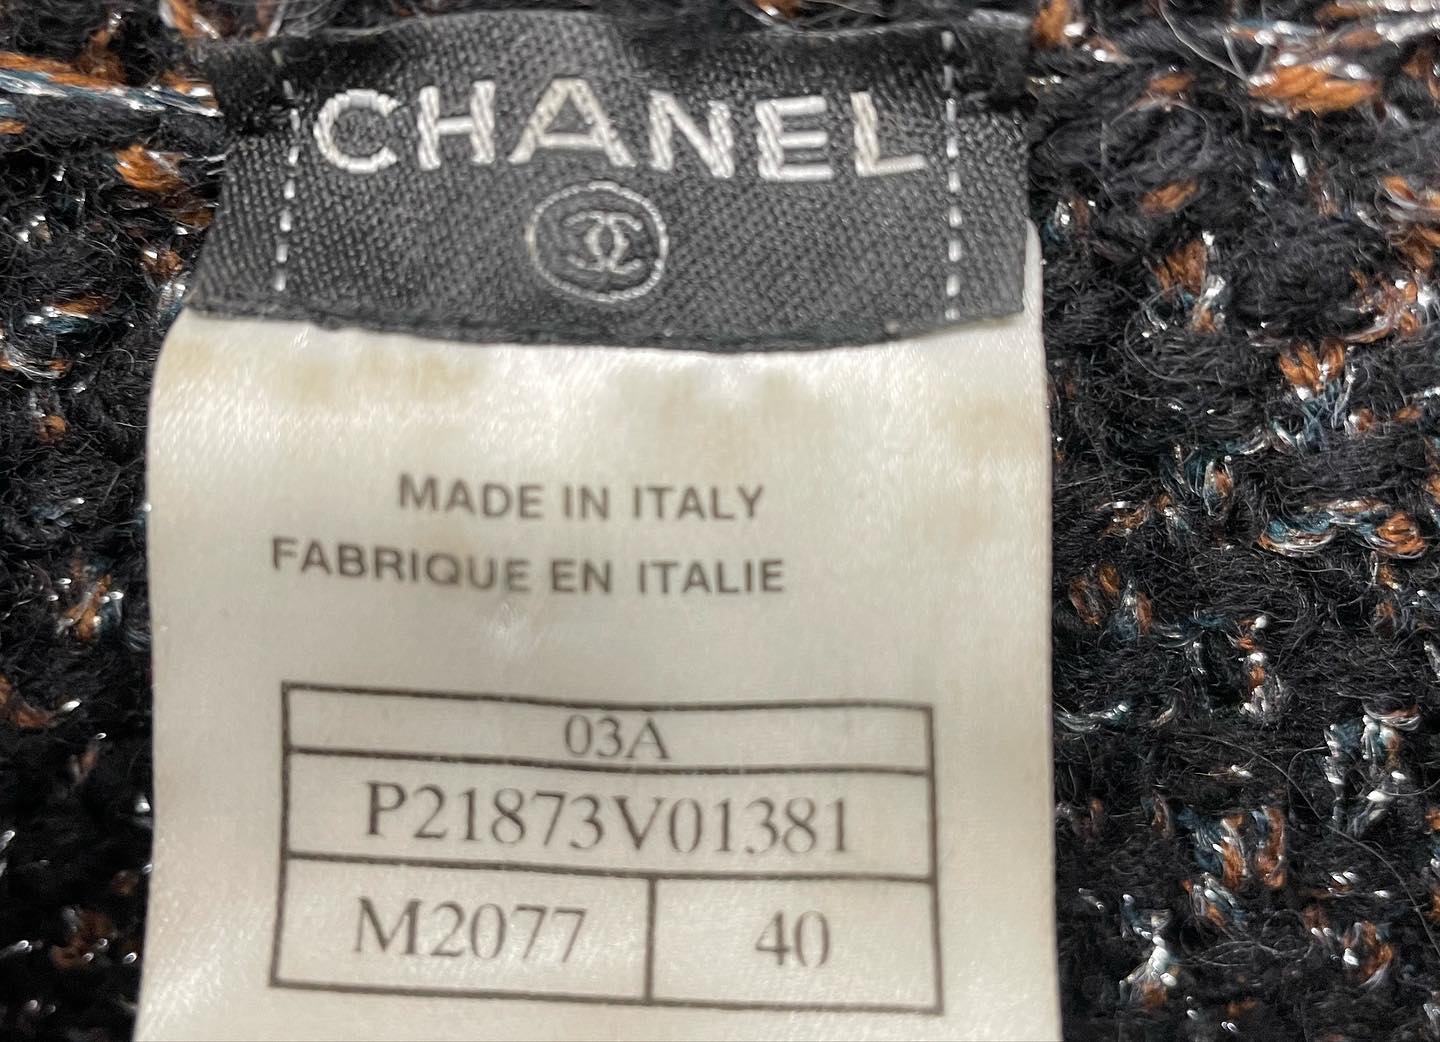 CHANEL
MADE IN ITALY
FABRIQUE EN ITALIE
03A
P21873V01381
M2077 40